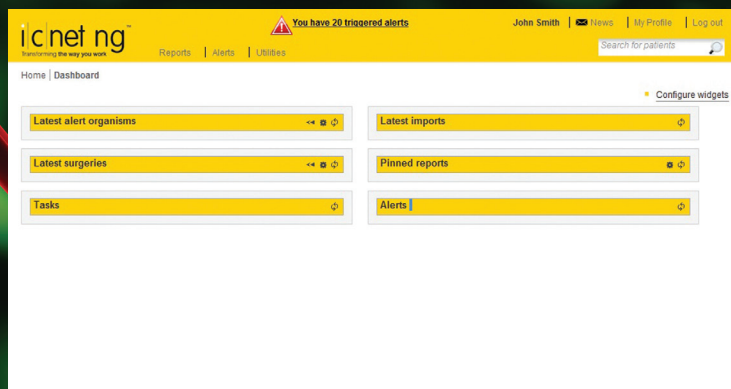 You have 20 triggered alerts
John Smith | News | My Profile | Log out
i|c|net ng™
Transforming the way you work
Reports | Alerts | Utilities
Search for patients
Home | Dashboard
Configure widgets
Latest alert organisms
Latest imports
Latest surgeries
Pinned reports
Tasks
Alerts